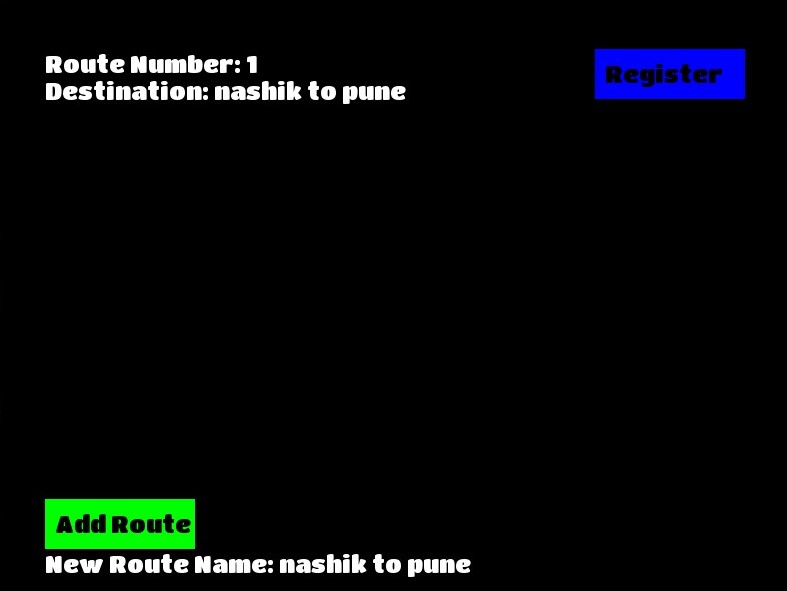 Route Number: 1
Destination: nashik to pune
Register
Add Route
New Route Name: nashik to pune